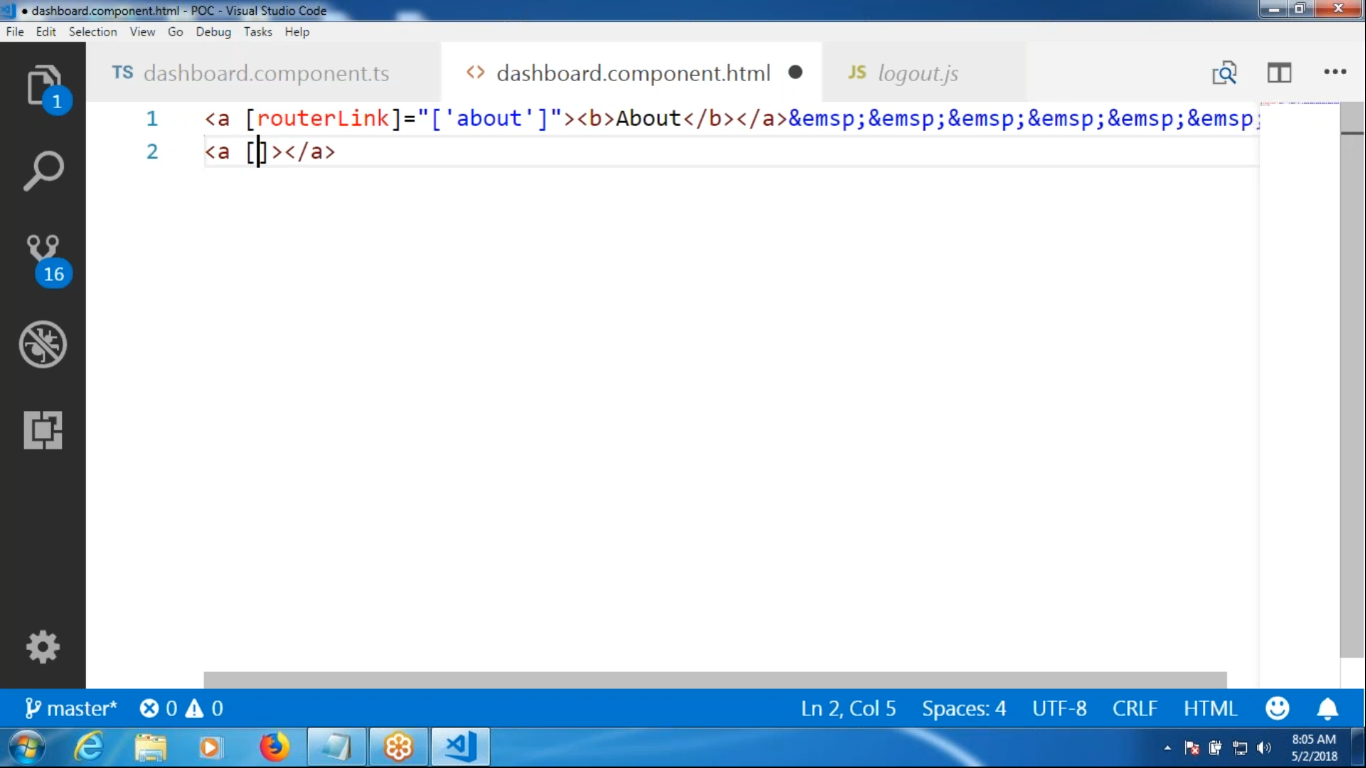 ● dashboard.component.html - POC - Visual Studio Code
File Edit Selection View Go Debug Tasks Help
TS dashboard.component.ts <> dashboard.component.html ● JS logout.js
1
1 <a [routerLink]="['about']"><b>About</b></a>&emsp;&emsp;&emsp;&emsp;&emsp;&emsp;
2 <a []></a>
16
master* 0 0 Ln 2, Col 5 Spaces: 4 UTF-8 CRLF HTML
8:05 AM
5/2/2018